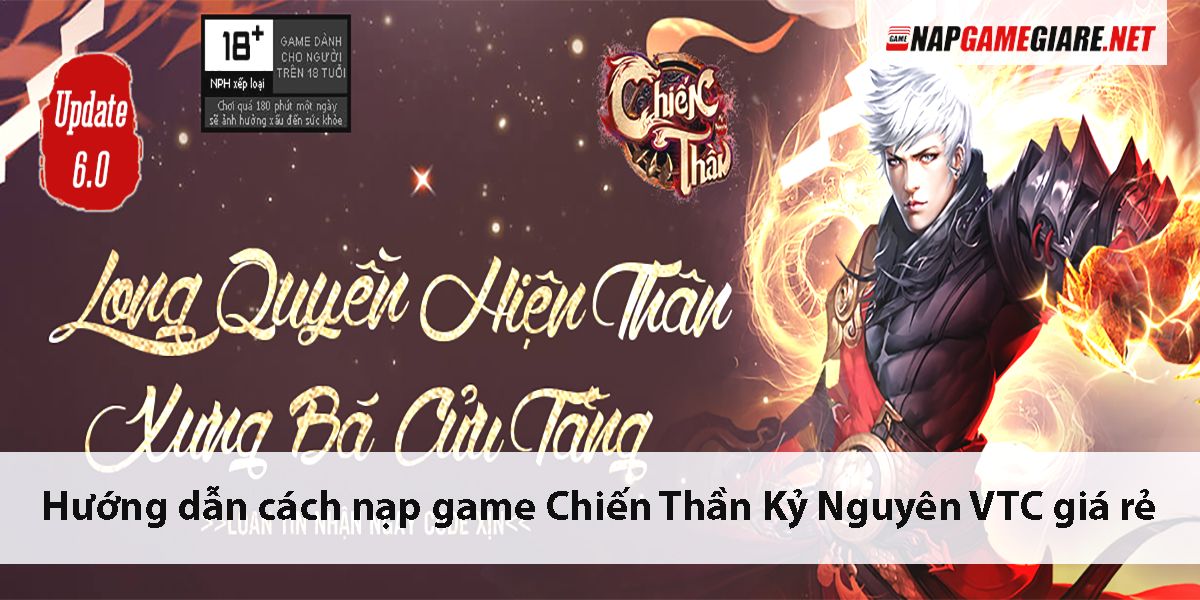 Update
6.0
18+
NPH xếp loại
GAME DÀNH
CHO NGƯỜI
TRÊN 18 TUỔI
Chơi quá 180 phút một ngày
sẽ ảnh hưởng xấu đến sức khỏe
Chiến
Thần
GAME
NAPGAMEGIARE.NET
Long Quyền Hiện Thân
Xưng Bá Cửu Tầng
Hướng dẫn cách nạp game Chiến Thần Kỷ Nguyên VTC giá rẻ
>>LUẬN TIN NHẬN NGAY CODE XỊN<<